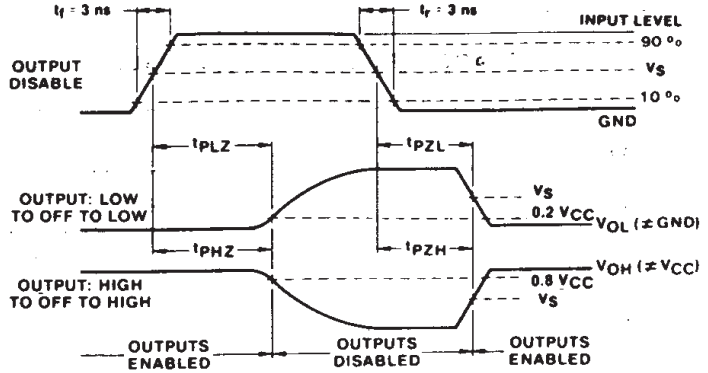 tf = 3 ns
tr = 3 ns
INPUT LEVEL
90 %
OUTPUT
DISABLE
VS
10 %
GND
tPLZ
tPZL
OUTPUT: LOW
TO OFF TO LOW
VS
0.2 VCC
VOL (≠ GND)
tPHZ
tPZH
OUTPUT: HIGH
TO OFF TO HIGH
VOH (≠ VCC)
0.8 VCC
VS
OUTPUTS
ENABLED
OUTPUTS
DISABLED
OUTPUTS
ENABLED